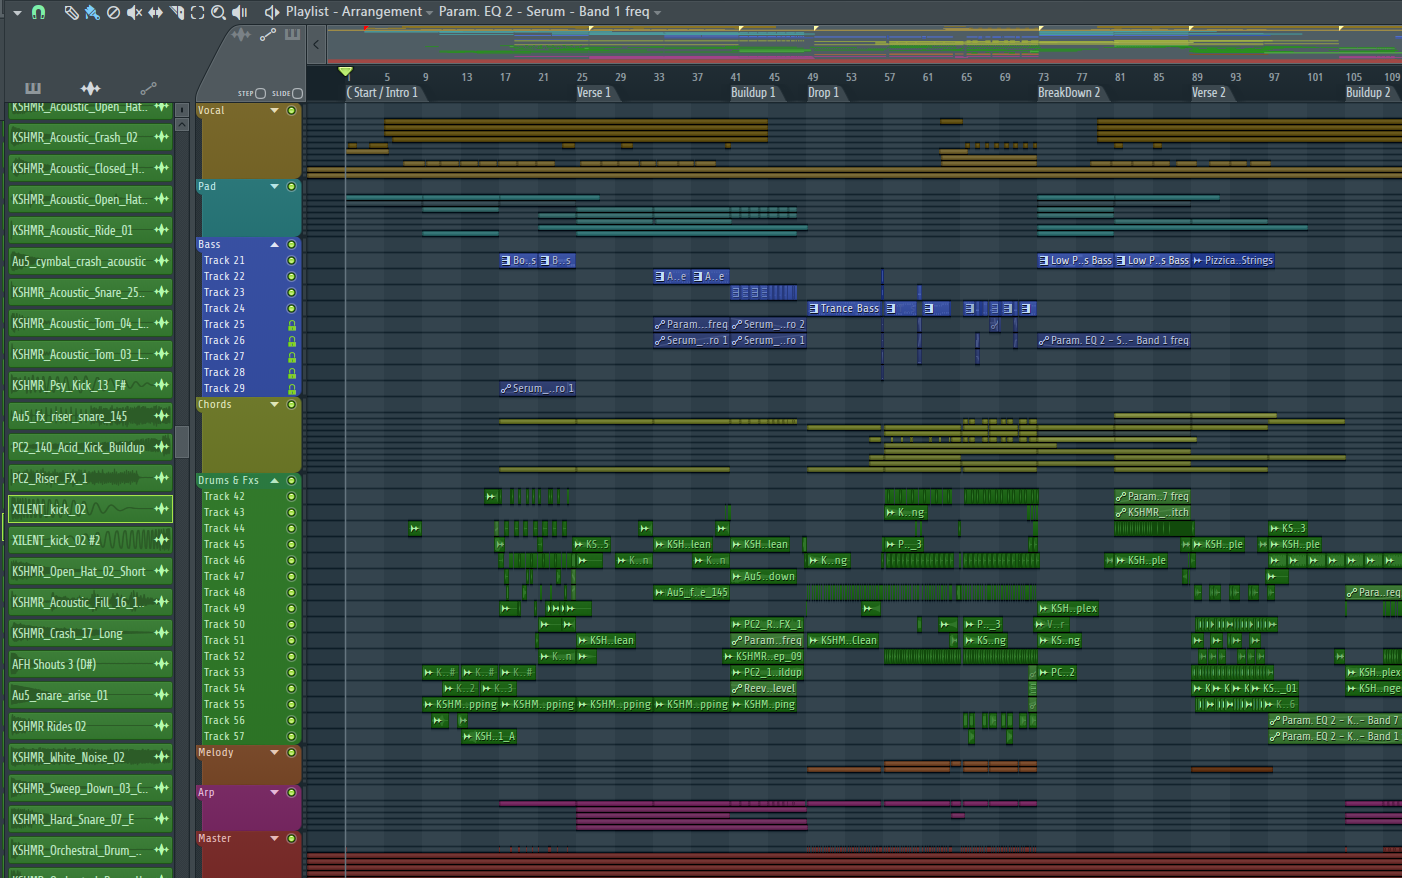 Playlist - Arrangement Param. EQ 2 - Serum - Band 1 freq
STEP SLIDE
1 5 9 13 17 21 25 29 33 37 41 45 49 53 57 61 65 69 73 77 81 85 89 93 97 101 105 109
Start / Intro 1 Verse 1 Buildup 1 Drop 1 BreakDown 2 Verse 2 Buildup 2
KSHMR_Acoustic_Open_Hat..
KSHMR_Acoustic_Crash_02
KSHMR_Acoustic_Closed_H..
KSHMR_Acoustic_Open_Hat..
KSHMR_Acoustic_Ride_01
Au5_cymbal_crash_acoustic
KSHMR_Acoustic_Snare_25..
KSHMR_Acoustic_Tom_04_L..
KSHMR_Acoustic_Tom_03_L..
KSHMR_Psy_Kick_13_F#
Au5_fx_riser_snare_145
PC2_140_Acid_Kick_Buildup
PC2_Riser_FX_1
XILENT_kick_02
XILENT_kick_02 #2
KSHMR_Open_Hat_02_Short
KSHMR_Acoustic_Fill_16_1..
KSHMR_Crash_17_Long
AFH Shouts 3 (D#)
Au5_snare_arise_01
KSHMR Rides 02
KSHMR_White_Noise_02
KSHMR_Sweep_Down_03_C..
KSHMR_Hard_Snare_07_E
KSHMR_Orchestral_Drum_..
Vocal
Pad
Bass
Track 21 Bo..s B..s Low P..s Bass Low P..s Bass Pizzica..Strings
Track 22 A..e A..e
Track 23
Track 24 Trance Bass
Track 25 Param...freq Serum_..ro 2
Track 26 Serum_..ro 1 Serum_..ro 1 Param. EQ 2 - S..- Band 1 freq
Track 27
Track 28
Track 29 Serum_..ro 1
Chords
Drums & Fxs
Track 42 Param..7 freq
Track 43 K..ng KSHMR_..itch
Track 44 KS..3
Track 45 KS..5 KSH..lean KSH..lean P.._3 KSH..ple KSH..ple
Track 46 K..n K..n K..ng KSH..ple
Track 47 Au5..down
Track 48 Au5_f..e_145 Para..req
Track 49 KSH..plex
Track 50 PC2_R..FX_1 P.._3 V..r
Track 51 KSH..lean Param..freq KSHM..Clean KS..ng KS..ng
Track 52 K..n KSHMR..ep_09
Track 53 K..# K..# K..# PC2_1..ildup PC..2 KSH..plex
Track 54 K..2 K..3 Reev..level K K K K KS.._01 KSH..nge
Track 55 KSHM..pping KSHM..pping KSHM..pping KSHM..pping KSHM..ping K..6
Track 56 Param. EQ 2 - K..- Band 7
Track 57 KSH..1_A Param. EQ 2 - K..- Band 1
Melody
Arp
Master